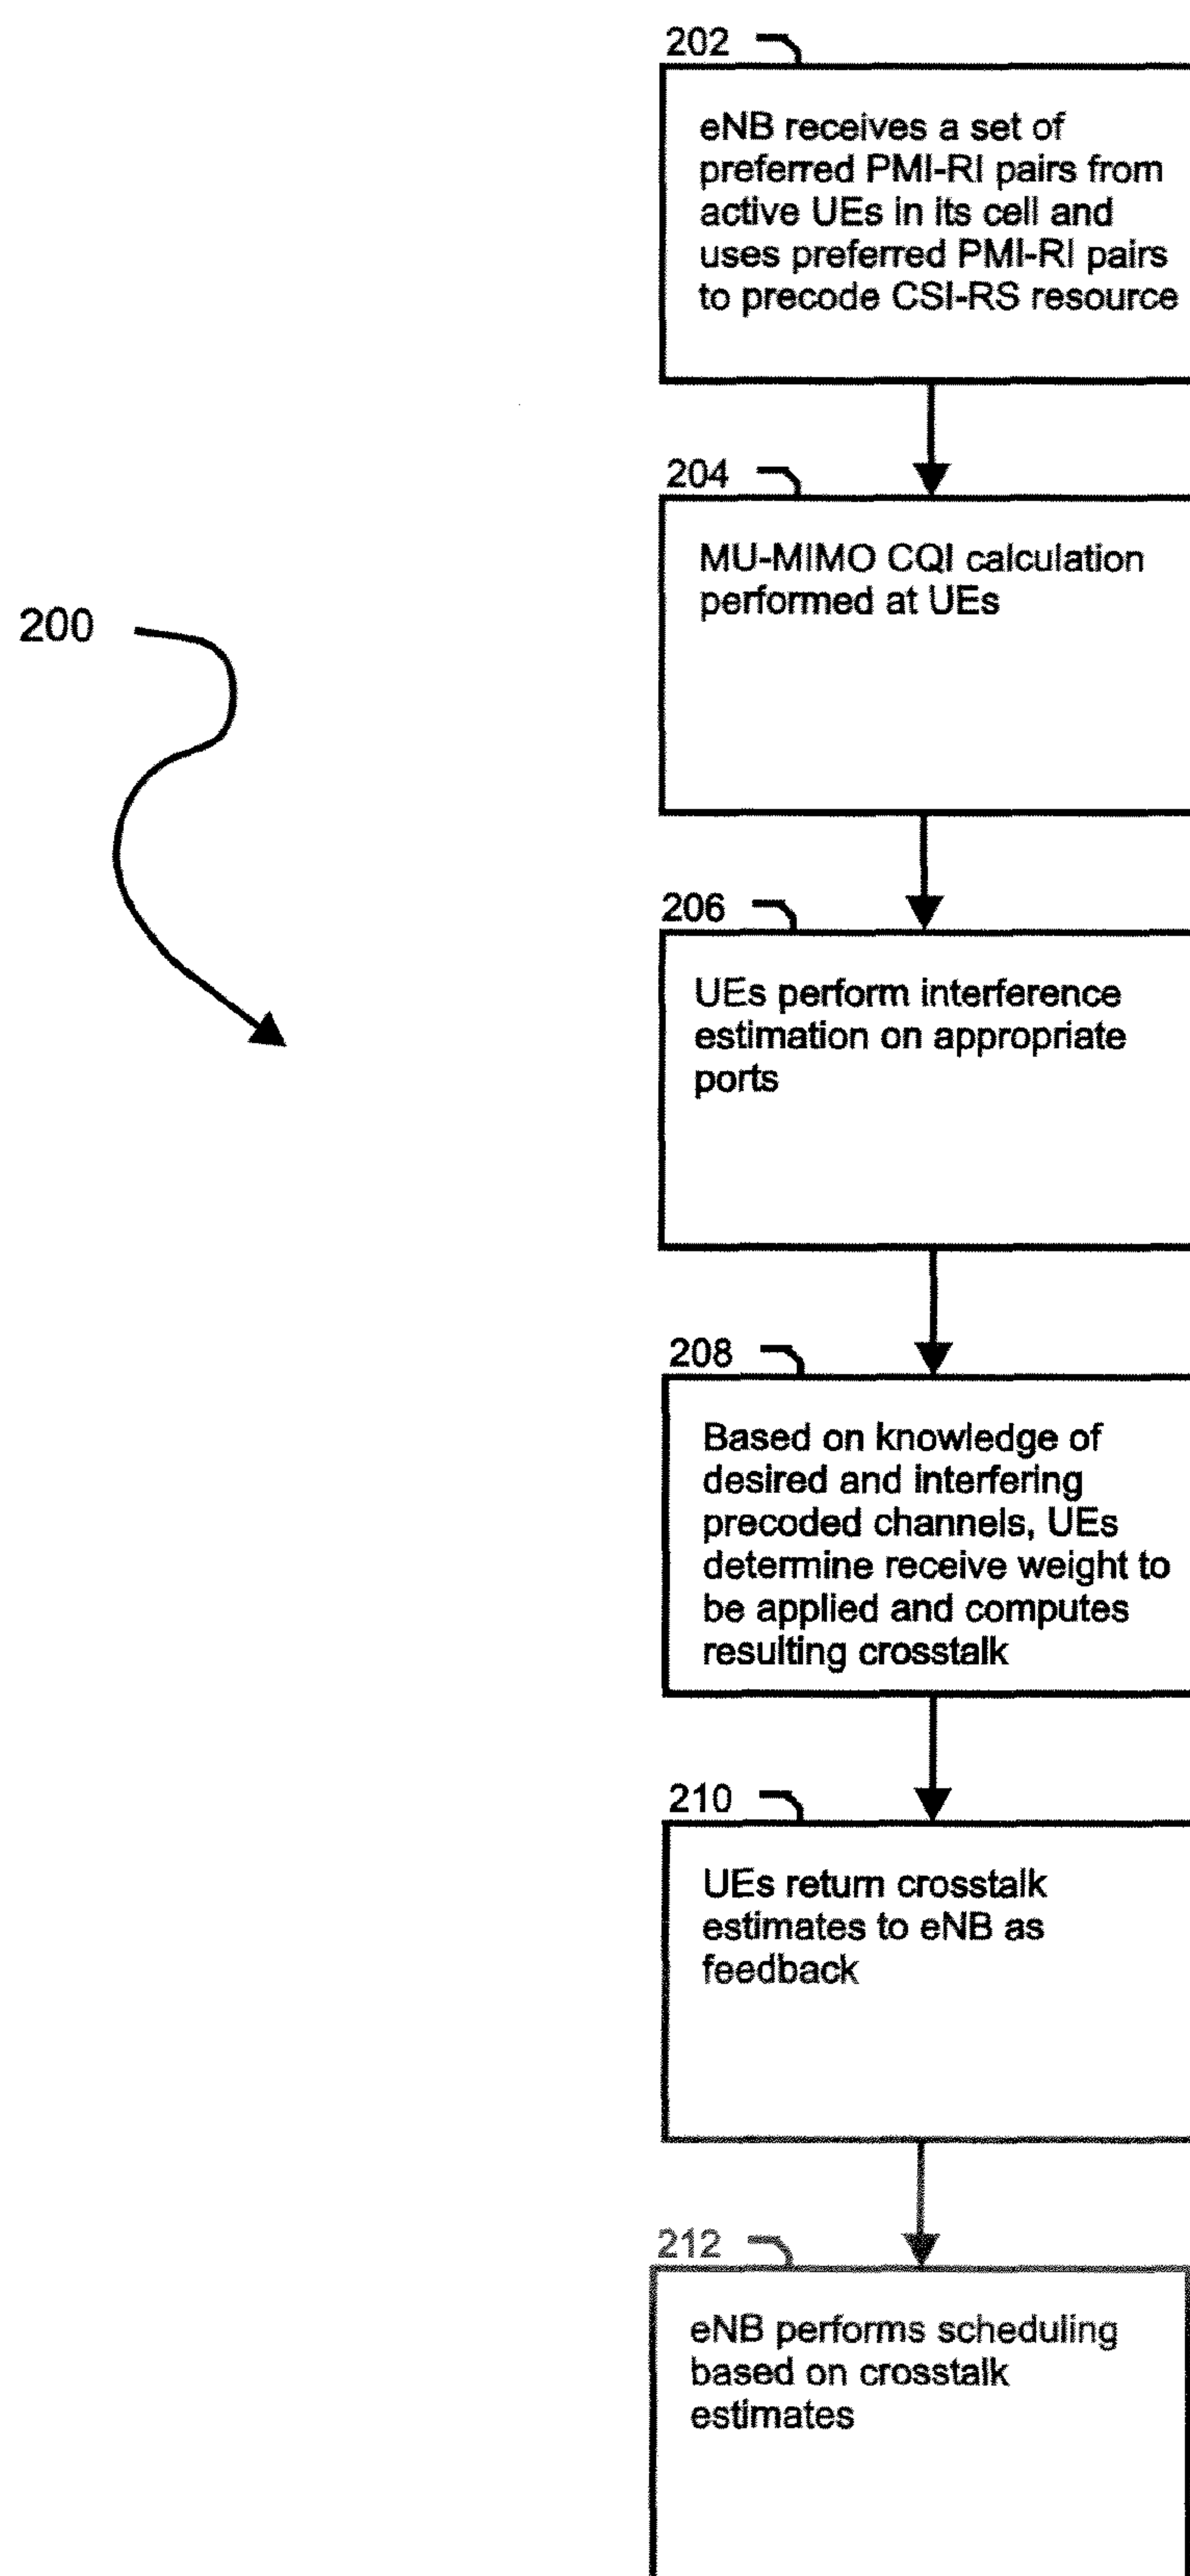 202
eNB receives a set of
preferred PMI-RI pairs from
active UEs in its cell and
uses preferred PMI-RI pairs
to precode CSI-RS resource
204
MU-MIMO CQI calculation
performed at UEs
200
206
UEs perform interference
estimation on appropriate
ports
208
Based on knowledge of
desired and interfering
precoded channels, UEs
determine receive weight to
be applied and computes
resulting crosstalk
210
UEs return crosstalk
estimates to eNB as
feedback
212
eNB performs scheduling
based on crosstalk
estimates